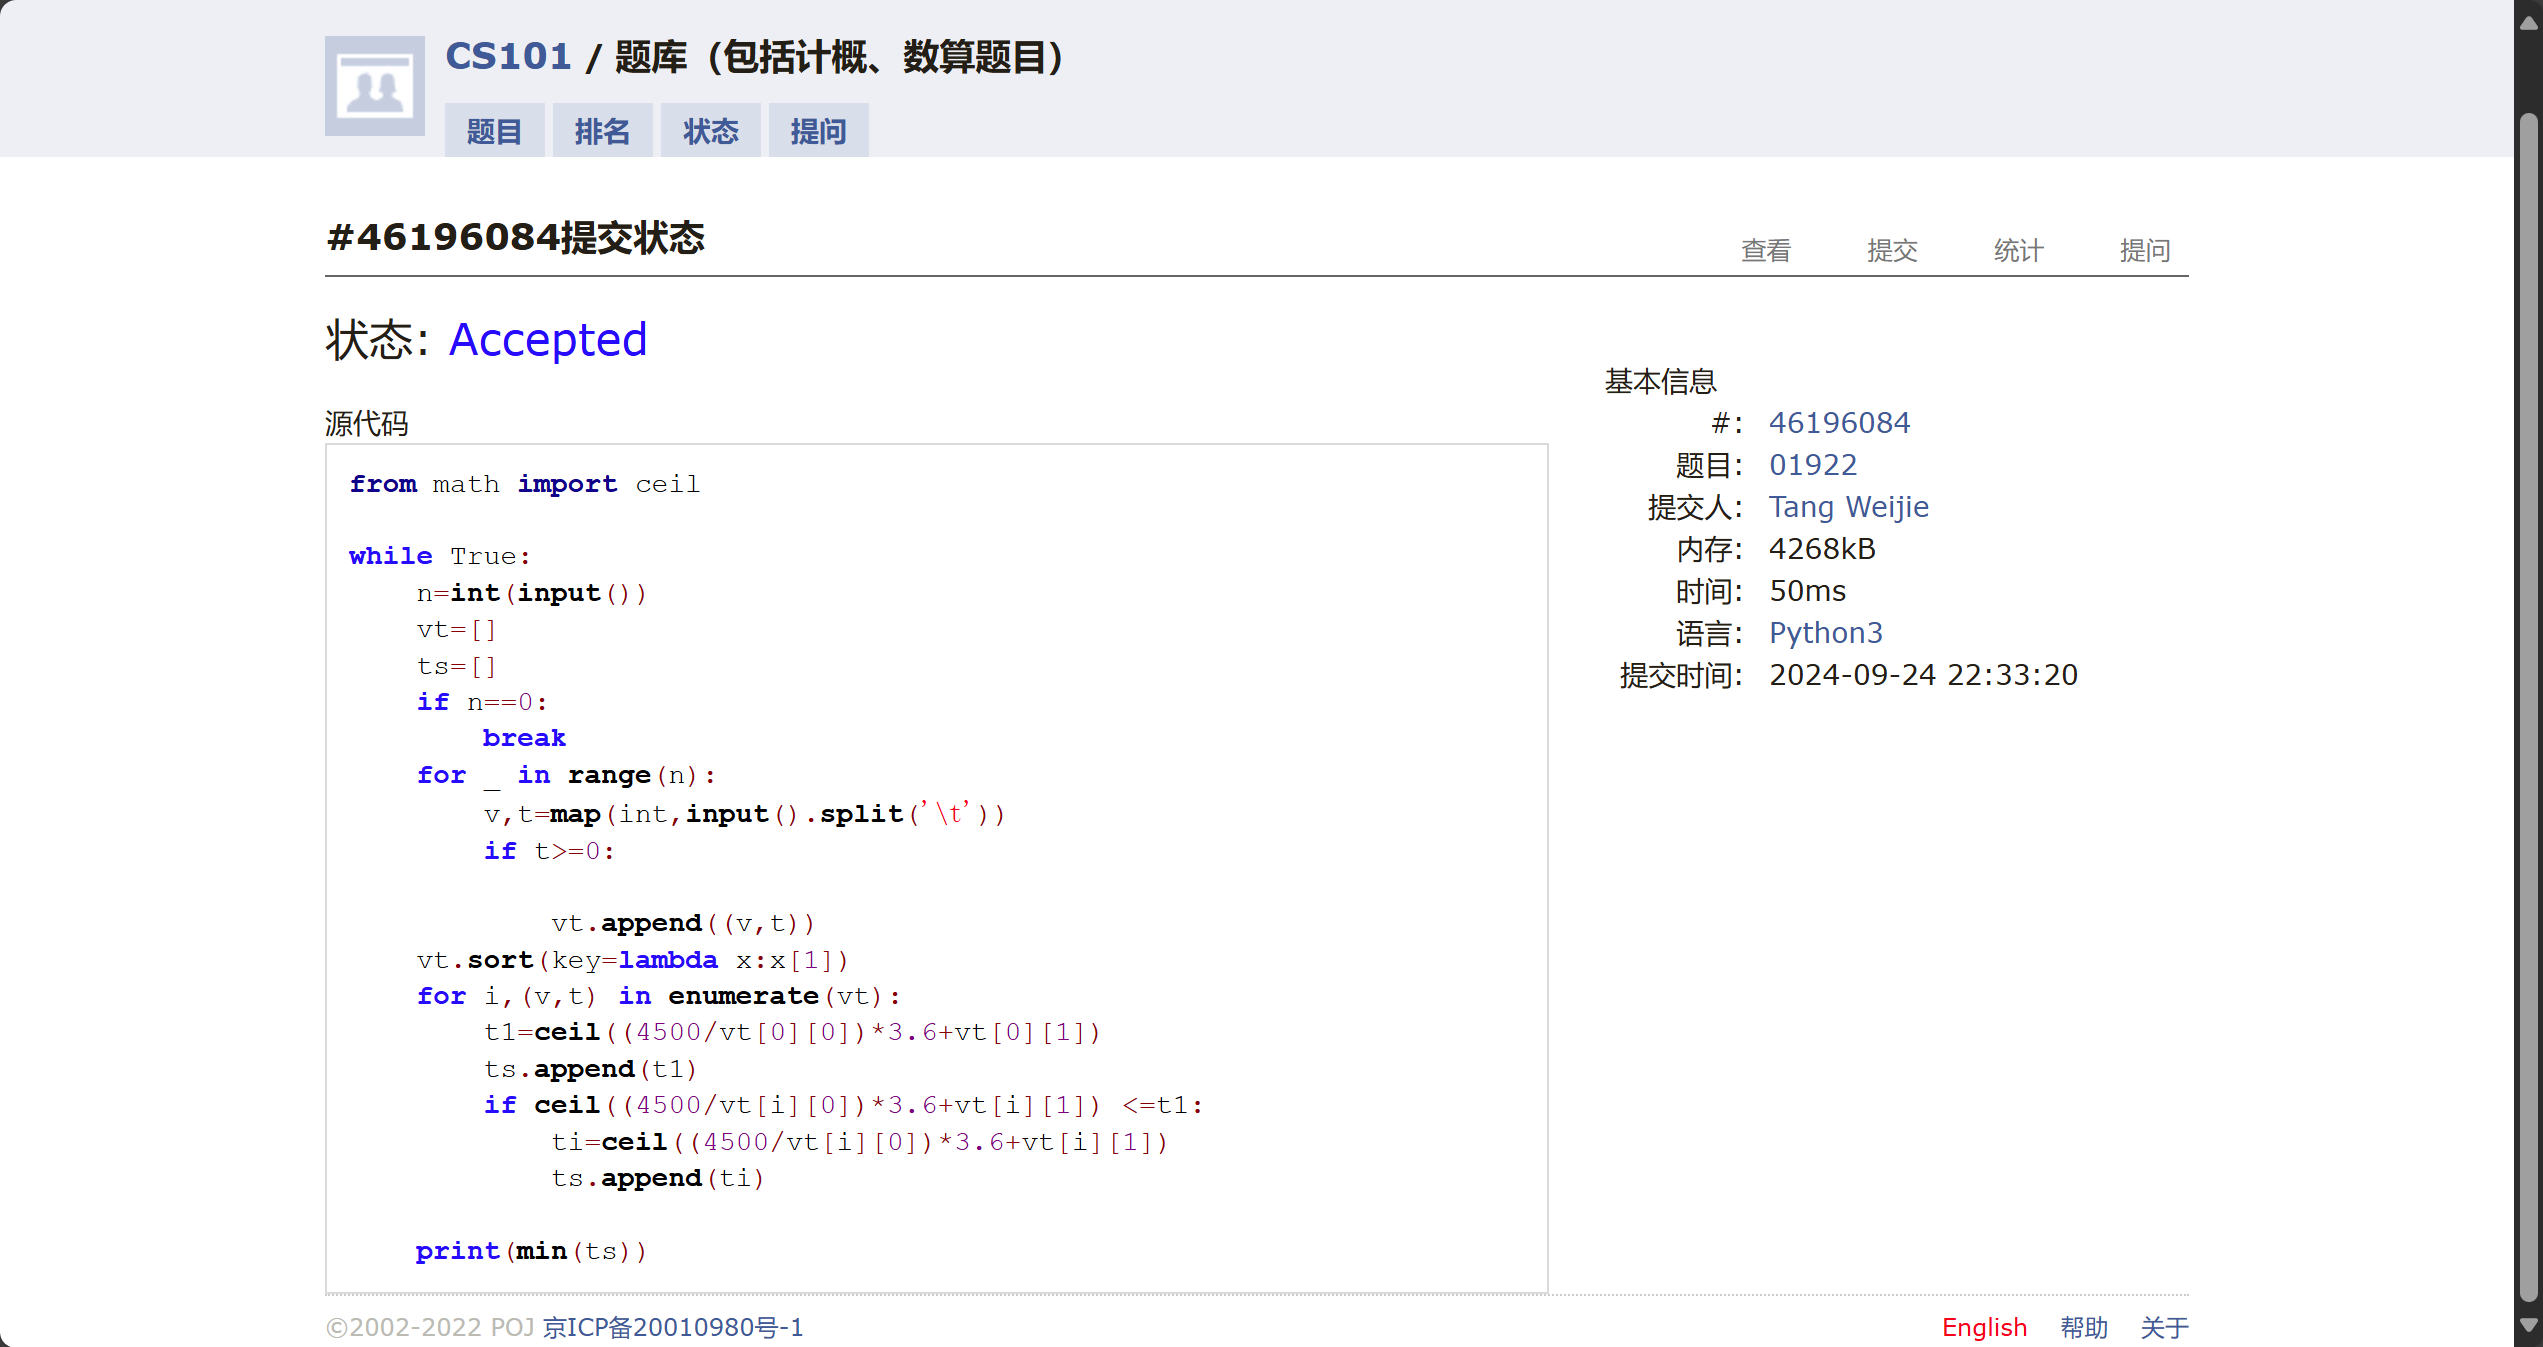 CS101 / 题库（包括计概、数算题目）
题目 排名 状态 提问
#46196084提交状态
查看 提交 统计 提问
状态: Accepted
源代码
from math import ceil
while True:
    n=int(input())
    vt=[]
    ts=[]
    if n==0:
        break
    for _ in range(n):
        v,t=map(int,input().split('\t'))
        if t>=0:
            vt.append((v,t))
    vt.sort(key=lambda x:x[1])
    for i,(v,t) in enumerate(vt):
        t1=ceil((4500/vt[0][0])*3.6+vt[0][1])
        ts.append(t1)
        if ceil((4500/vt[i][0])*3.6+vt[i][1]) <=t1:
            ti=ceil((4500/vt[i][0])*3.6+vt[i][1])
            ts.append(ti)
    print(min(ts))
基本信息
#: 46196084
题目: 01922
提交人: Tang Weijie
内存: 4268kB
时间: 50ms
语言: Python3
提交时间: 2024-09-24 22:33:20
©2002-2022 POJ 京ICP备20010980号-1
English 帮助 关于